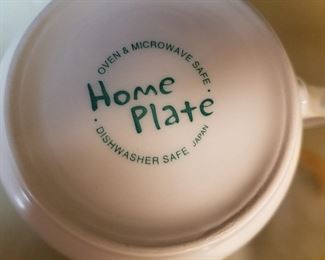 OVEN & MICROWAVE SAFE
Home
Plate
DISHWASHER SAFE JAPAN